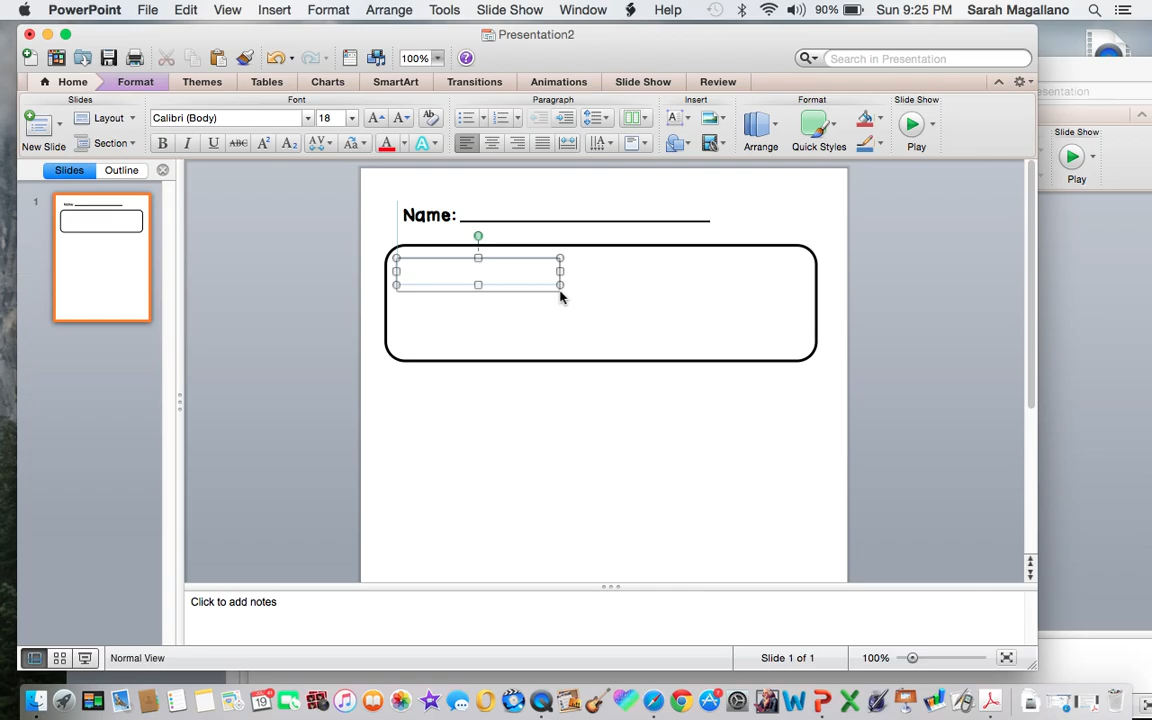 PowerPoint File Edit View Insert Format Arrange Tools Slide Show Window Help 90% Sun 9:25 PM Sarah Magallano
Presentation2
100% Search in Presentation
Home Format Themes Tables Charts SmartArt Transitions Animations Slide Show Review
Slides Font Paragraph Insert Format Slide Show
Layout Calibri (Body) 18
New Slide Section Arrange Quick Styles Play
Slide Show
Play
Slides Outline
1
Name:
Click to add notes
Normal View Slide 1 of 1 100%